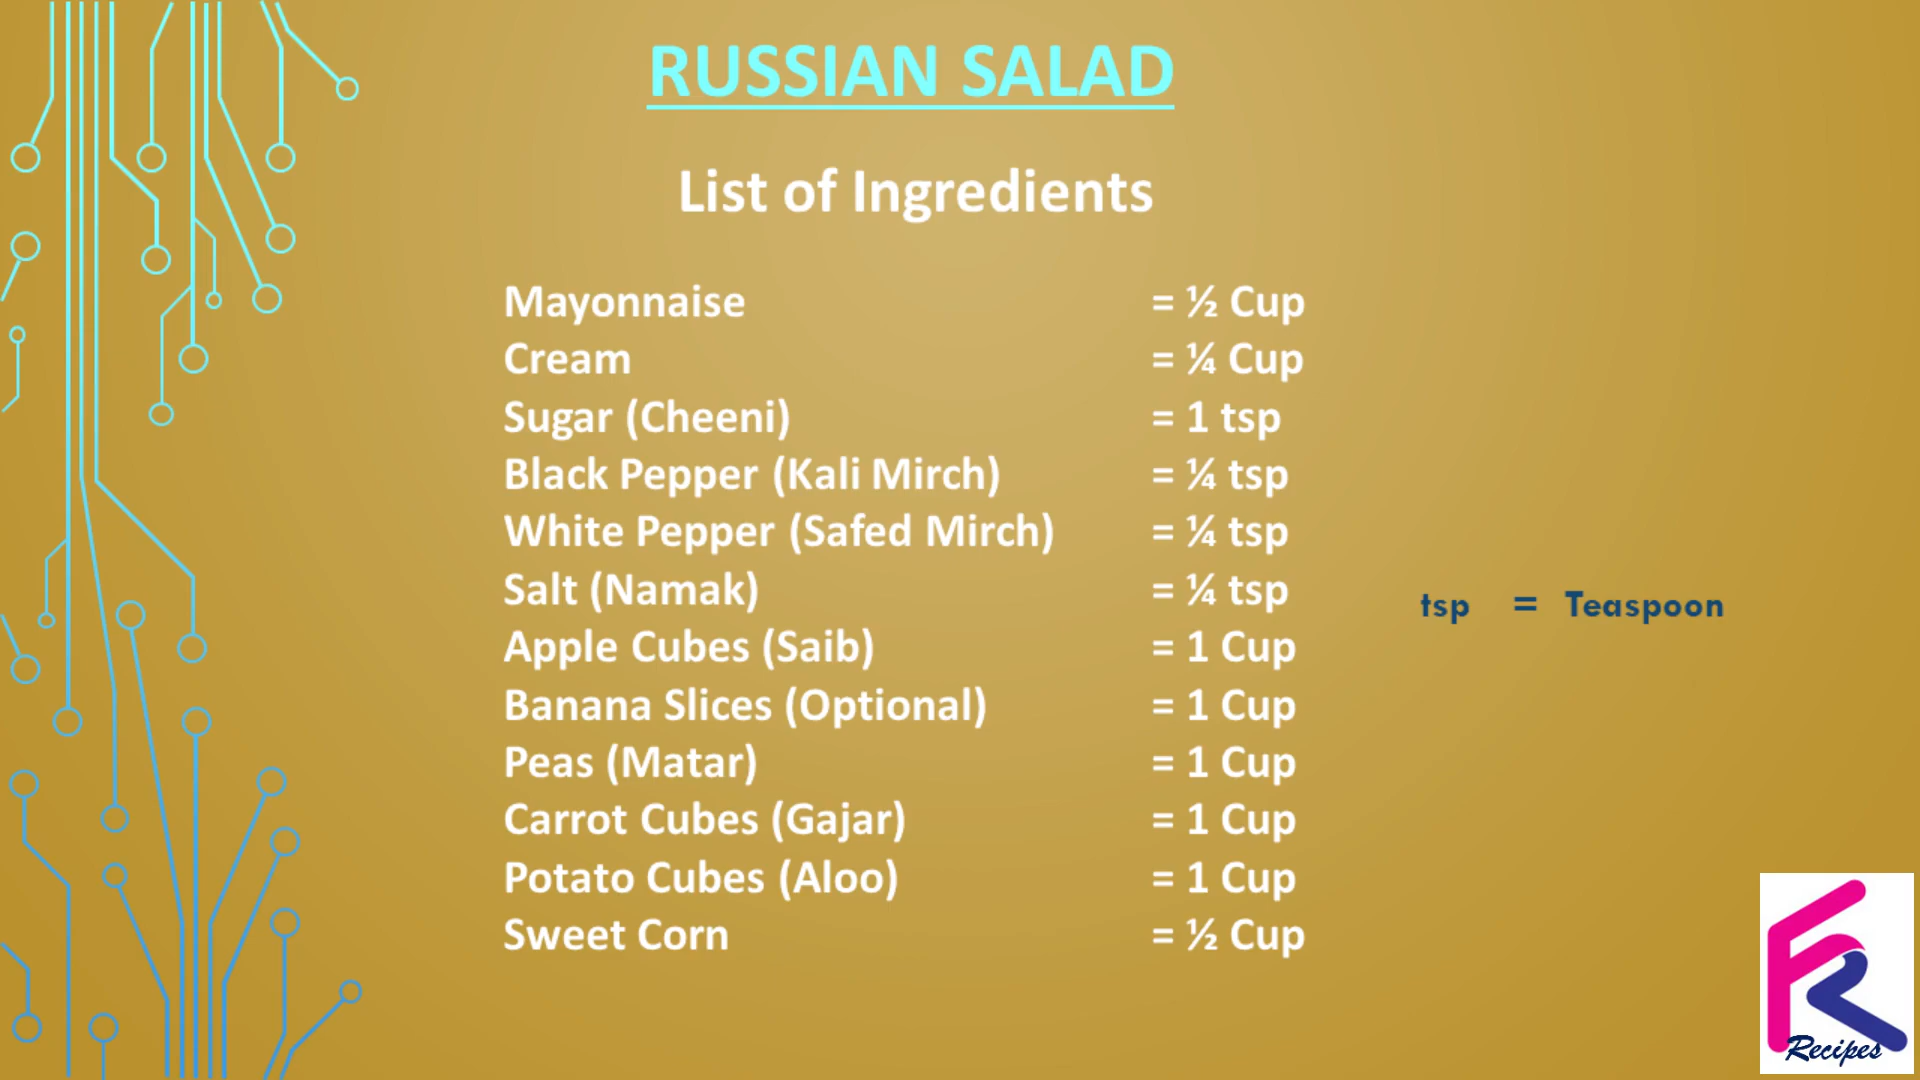 RUSSIAN SALAD
List of Ingredients
Mayonnaise = ½ Cup
Cream = ¼ Cup
Sugar (Cheeni) = 1 tsp
Black Pepper (Kali Mirch) = ¼ tsp
White Pepper (Safed Mirch) = ¼ tsp
Salt (Namak) = ¼ tsp
tsp = Teaspoon
Apple Cubes (Saib) = 1 Cup
Banana Slices (Optional) = 1 Cup
Peas (Matar) = 1 Cup
Carrot Cubes (Gajar) = 1 Cup
Potato Cubes (Aloo) = 1 Cup
Sweet Corn = ½ Cup
FR
Recipes